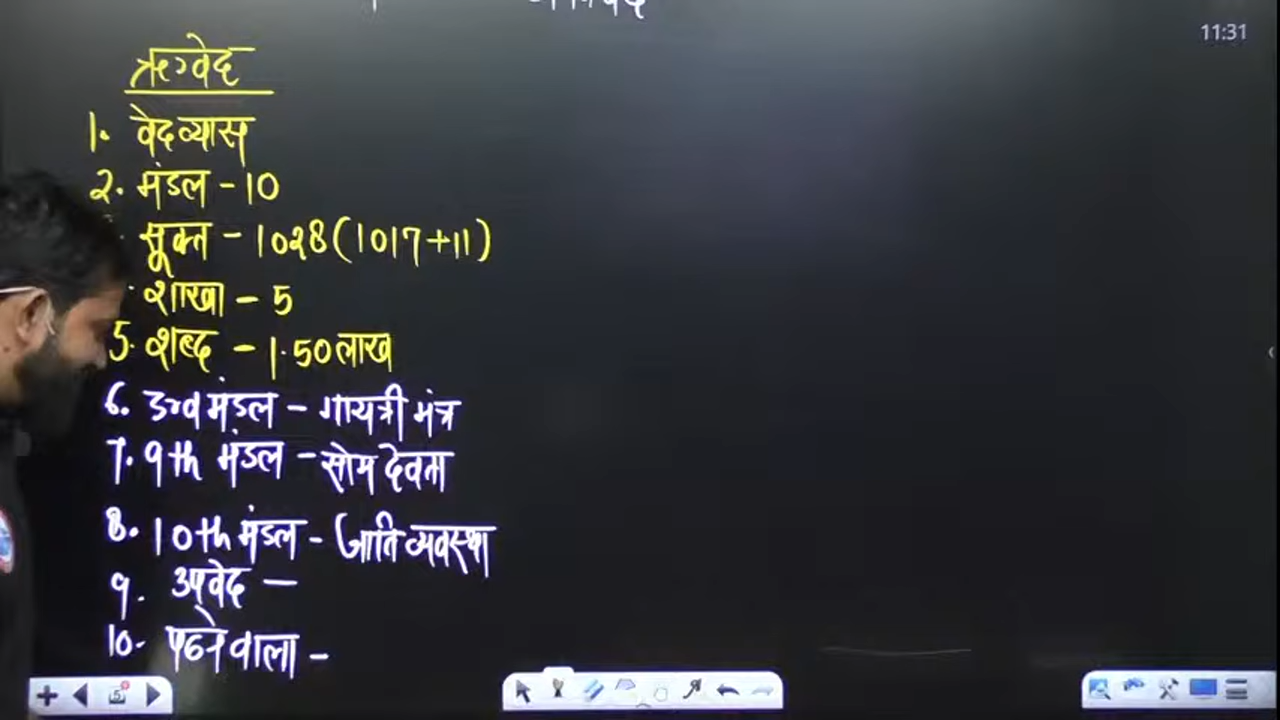 11:31
ऋग्वेद
1. वेदव्यास
2. मंडल - 10
सूक्त - 1028 (1017+11)
शाखा - 5
5. शब्द - 1.50 लाख
6. 3rd मंडल - गायत्री मंत्र
7. 9th मंडल - सोम देवता
8. 10th मंडल - जाति व्यवस्था
9. उपवेद -
10. पढने वाला -